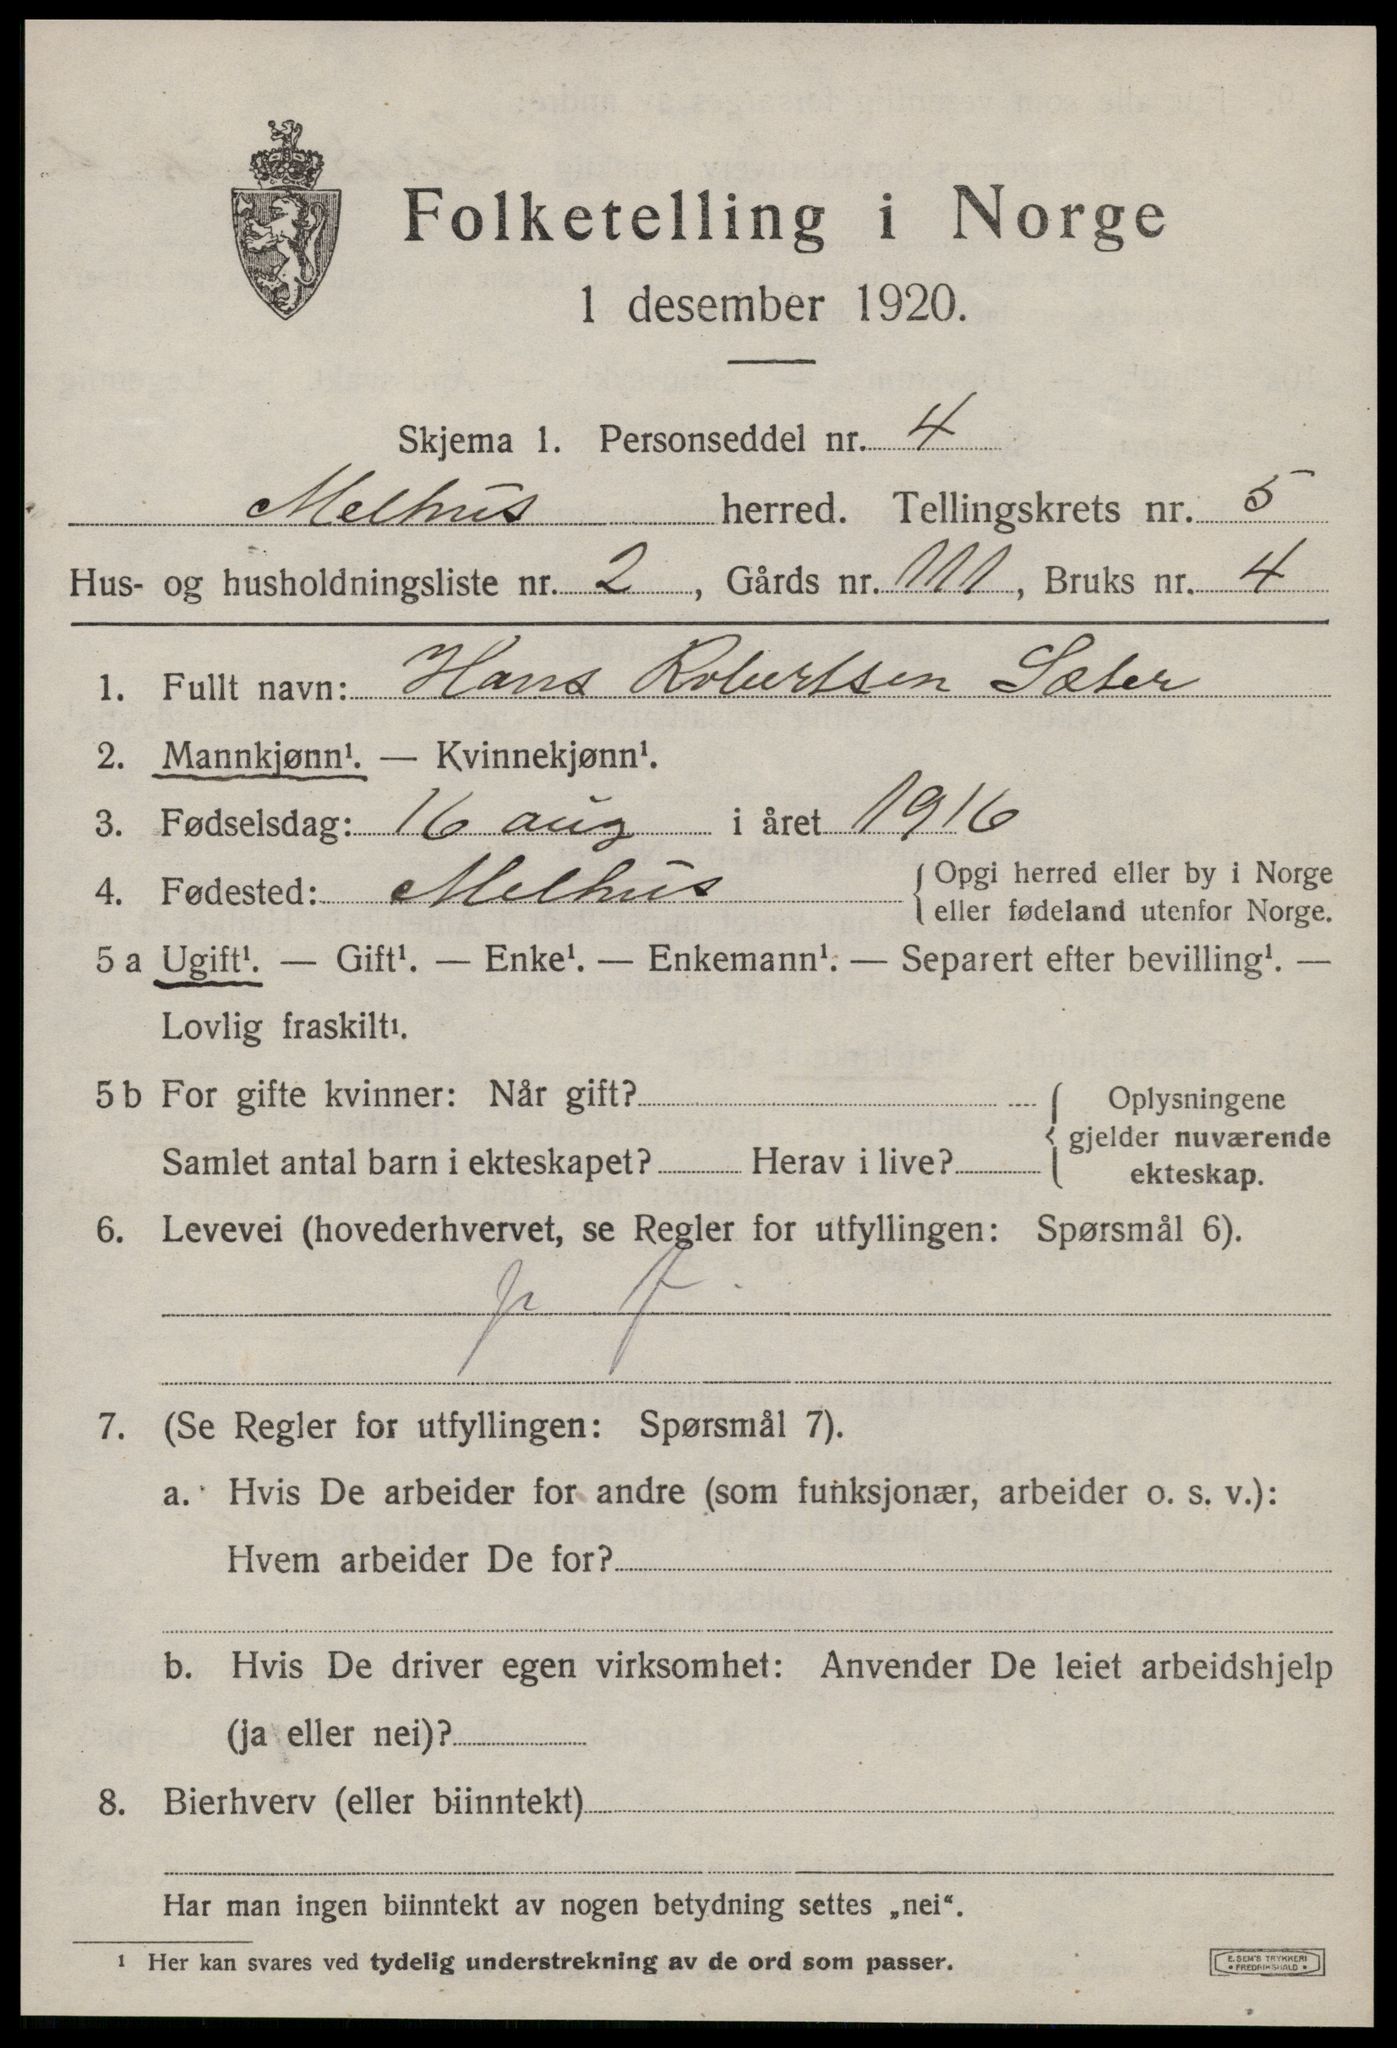 Folketelling i Norge
1 desember 1920.
Skjema 1. Personseddel nr. 4
Melhus herred. Tellingskrets nr. 5
Hus- og husholdningsliste nr. 2, Gårds nr. 111, Bruks nr. 4
1. Fullt navn: Hans Robertsen Sæter
2. Mannkjønn¹. — Kvinnekjønn¹.
3. Fødselsdag: 16 aug i året 1916
4. Fødested: Melhus { Opgi herred eller by i Norge
eller fødeland utenfor Norge.
5 a Ugift¹. — Gift¹. — Enke¹. — Enkemann¹. — Separert efter bevilling¹. —
Lovlig fraskilt¹.
5 b For gifte kvinner: Når gift? { Oplysningene
gjelder nuværende
Samlet antal barn i ekteskapet? Herav i live? ekteskap.
6. Levevei (hovederhvervet, se Regler for utfyllingen: Spørsmål 6).
7. (Se Regler for utfyllingen: Spørsmål 7).
a. Hvis De arbeider for andre (som funksjonær, arbeider o. s. v.):
Hvem arbeider De for?
b. Hvis De driver egen virksomhet: Anvender De leiet arbeidshjelp
(ja eller nei)?
8. Bierhverv (eller biinntekt)
Har man ingen biinntekt av nogen betydning settes „nei“.
¹ Her kan svares ved tydelig understrekning av de ord som passer.
E. SEM'S TRYKKERI
• FREDRIKSHALD •